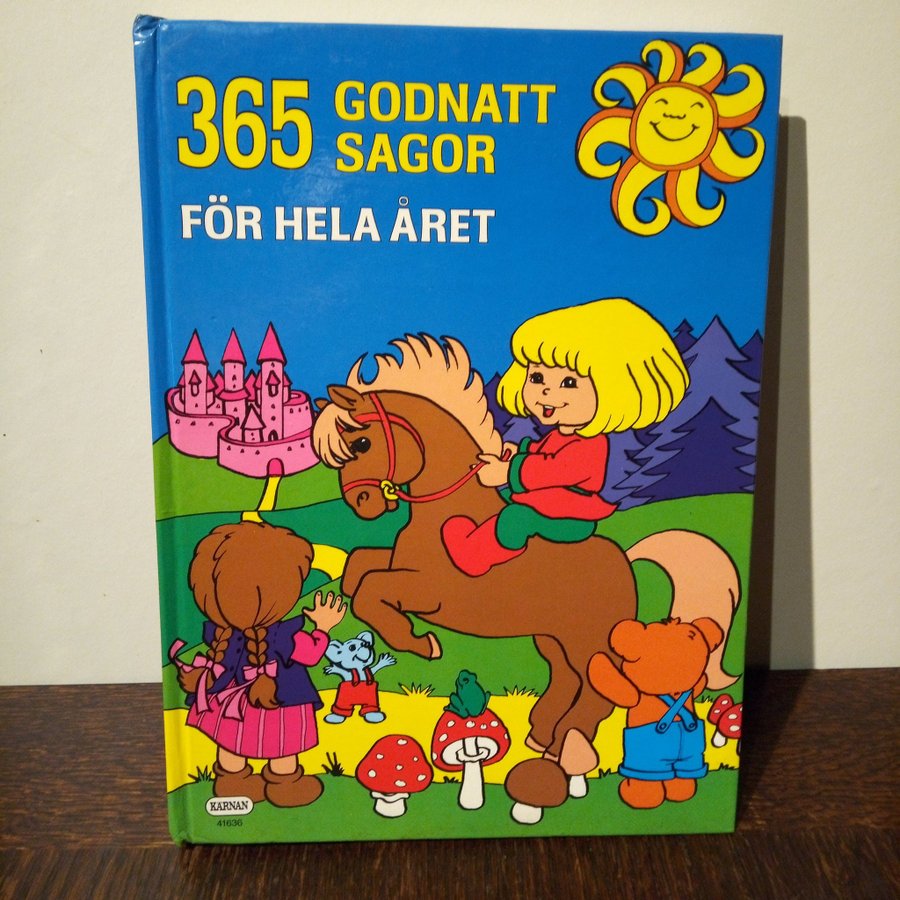 365 GODNATT
SAGOR
FÖR HELA ÅRET
KÄRNAN
41636